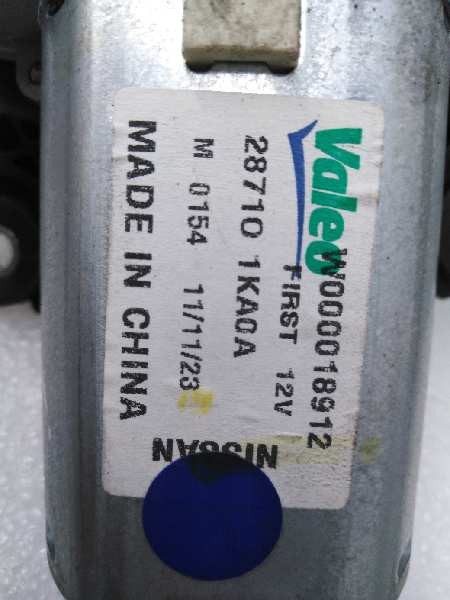 Valeo
W000018912
FIRST 12V
28710 1KA0A
M 0154 11/11/23
MADE IN CHINA
NISSAN